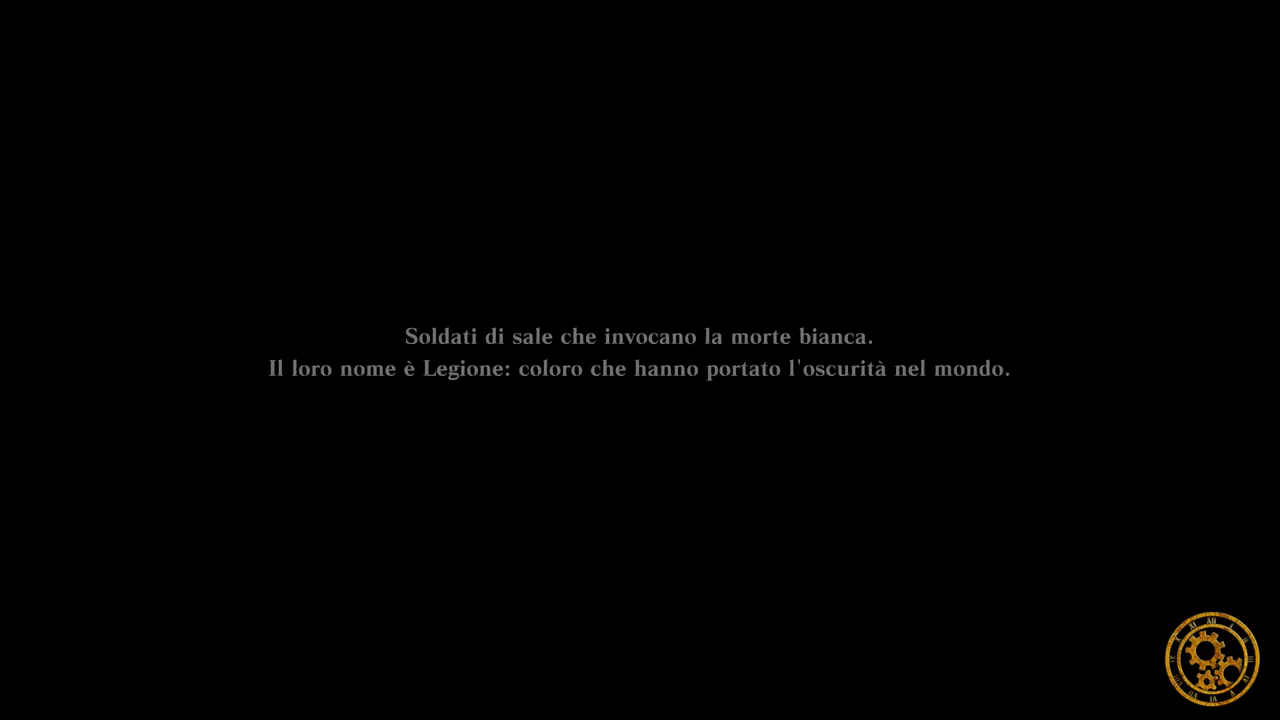 Soldati di sale che invocano la morte bianca.
Il loro nome è Legione: coloro che hanno portato l'oscurità nel mondo.